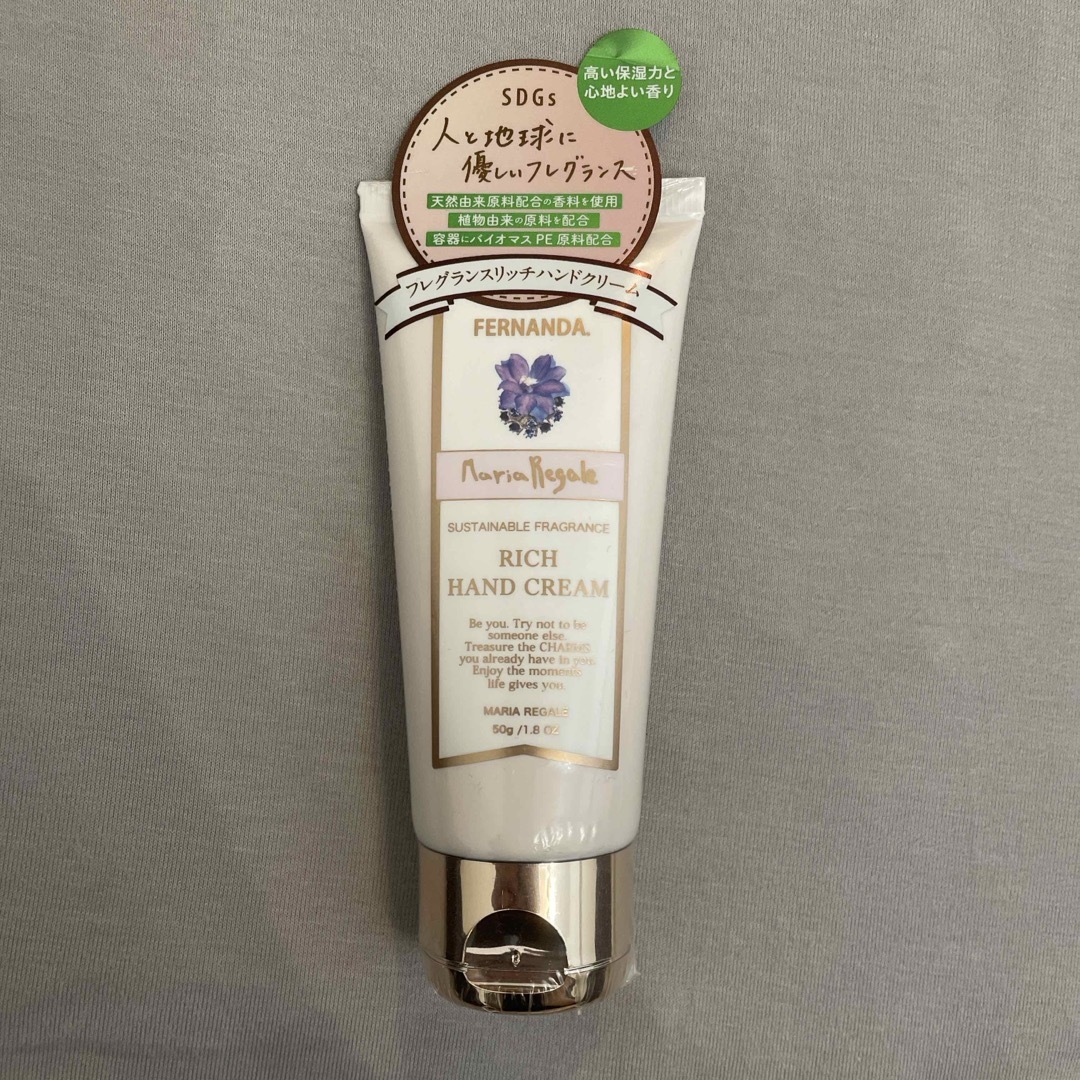 高い保湿力と
心地よい香り
SDGs
人と地球に
優しいフレグランス
天然由来原料配合の香料を使用
植物由来の原料を配合
容器にバイオマスPE原料配合
フレグランスリッチハンドクリーム
FERNANDA.
Maria Regale
SUSTAINABLE FRAGRANCE
RICH
HAND CREAM
Be you. Try not to be
someone else.
Treasure the CHARMS
you already have in you.
Enjoy the moments
life gives you.
MARIA REGALE
50g /1.8 OZ